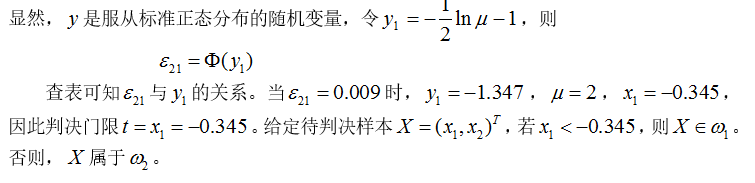 显然，y 是服从标准正态分布的随机变量，令 y₁ = −½ ln μ − 1，则
ε₂₁ = Φ(y₁)
查表可知 ε₂₁ 与 y₁ 的关系。当 ε₂₁ = 0.009 时，y₁ = −1.347，μ = 2，x₁ = −0.345，
因此判决门限 t = x₁ = −0.345。给定待判决样本 X = (x₁, x₂)ᵀ，若 x₁ < −0.345，则 X ∈ ω₁。
否则，X 属于 ω₂。